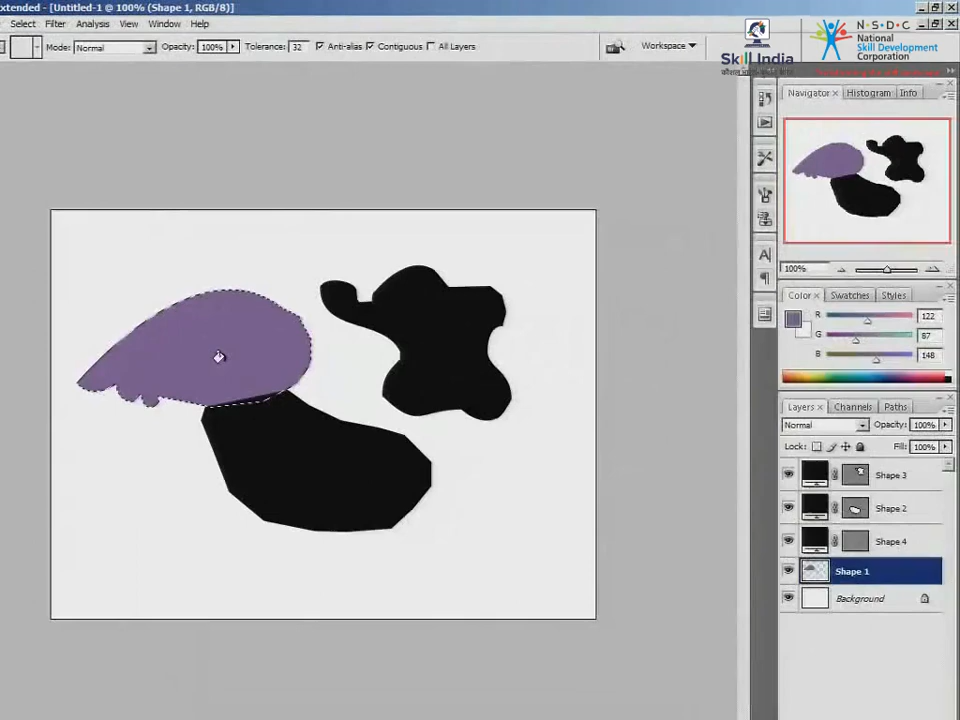 extended - [Untitled-1 @ 100% (Shape 1, RGB/8)]
Select Filter Analysis View Window Help
Mode: Normal Opacity: 100% Tolerance: 32 Anti-alias Contiguous All Layers
Workspace
Skill India
N·S·D·C
National
Skill Development
Corporation
Navigator × Histogram Info
100%
Color × Swatches Styles
R 122
G 87
B 148
Layers × Channels Paths
Normal Opacity: 100%
Lock: Fill: 100%
Shape 3
Shape 2
Shape 4
Shape 1
Background